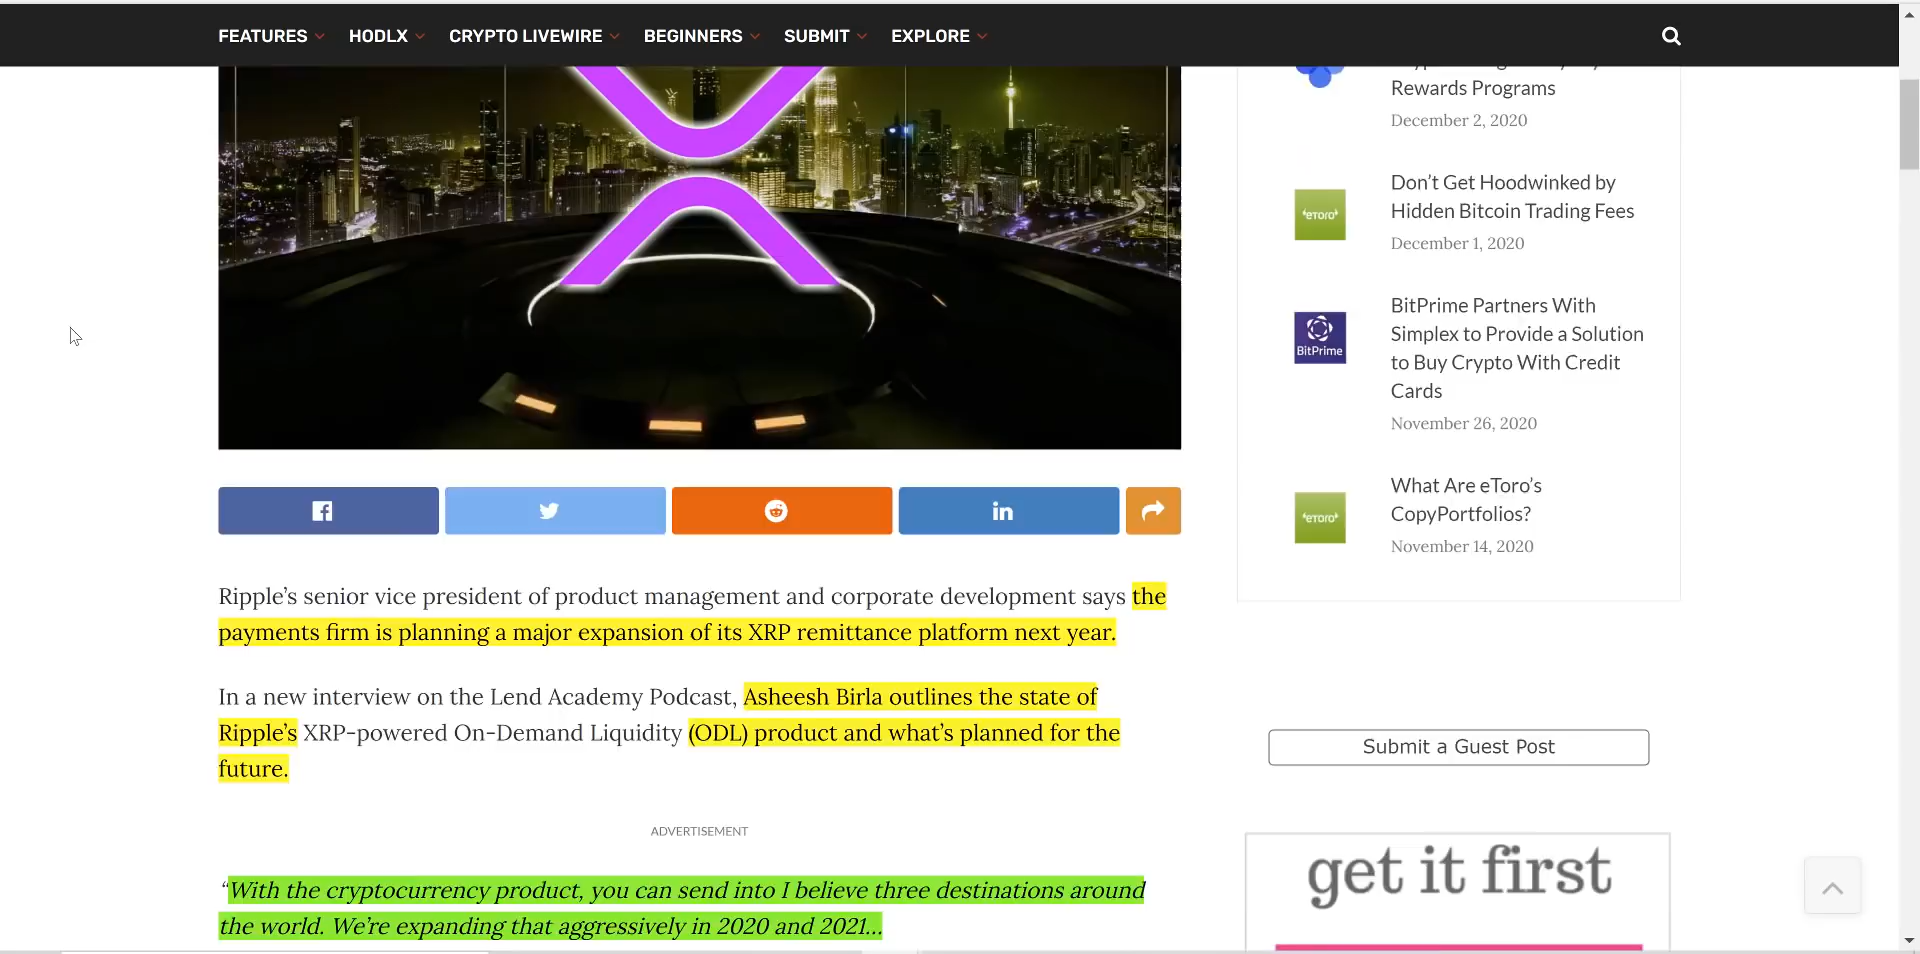 FEATURES HODLX CRYPTO LIVEWIRE BEGINNERS SUBMIT EXPLORE
Rewards Programs
December 2, 2020
eToro
Don’t Get Hoodwinked by
Hidden Bitcoin Trading Fees
December 1, 2020
BitPrime
BitPrime Partners With
Simplex to Provide a Solution
to Buy Crypto With Credit
Cards
November 26, 2020
eToro
What Are eToro’s
CopyPortfolios?
November 14, 2020
Ripple’s senior vice president of product management and corporate development says the
payments firm is planning a major expansion of its XRP remittance platform next year.
In a new interview on the Lend Academy Podcast, Asheesh Birla outlines the state of
Ripple’s XRP-powered On-Demand Liquidity (ODL) product and what’s planned for the
future.
ADVERTISEMENT
“With the cryptocurrency product, you can send into I believe three destinations around
the world. We’re expanding that aggressively in 2020 and 2021…
Submit a Guest Post
get it first